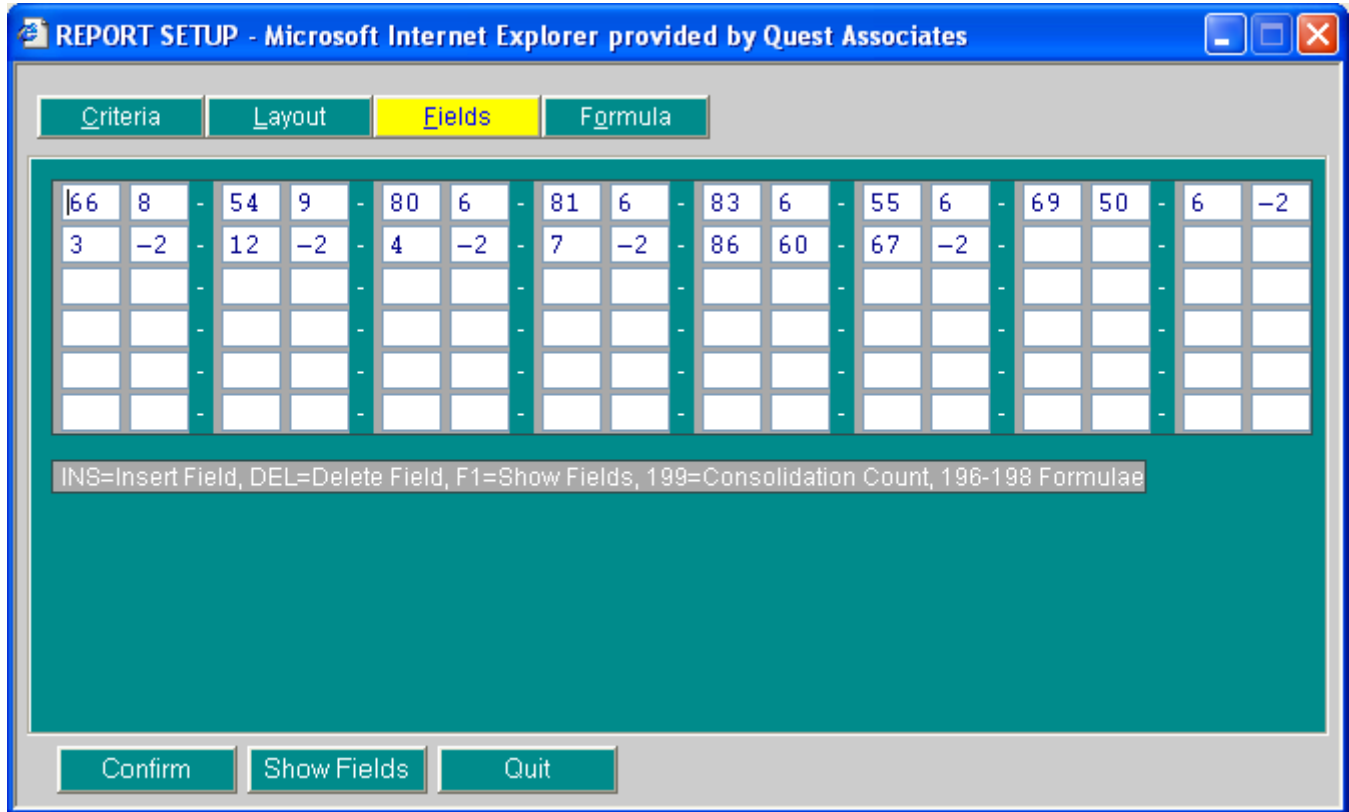 REPORT SETUP - Microsoft Internet Explorer provided by Quest Associates
Criteria Layout Fields Formula
66 8 - 54 9 - 80 6 - 81 6 - 83 6 - 55 6 - 69 50 - 6 −2
3 −2 - 12 −2 - 4 −2 - 7 −2 - 86 60 - 67 −2 - -
- - - - - - -
- - - - - - -
- - - - - - -
- - - - - - -
INS=Insert Field, DEL=Delete Field, F1=Show Fields, 199=Consolidation Count, 196-198 Formulae
Confirm Show Fields Quit